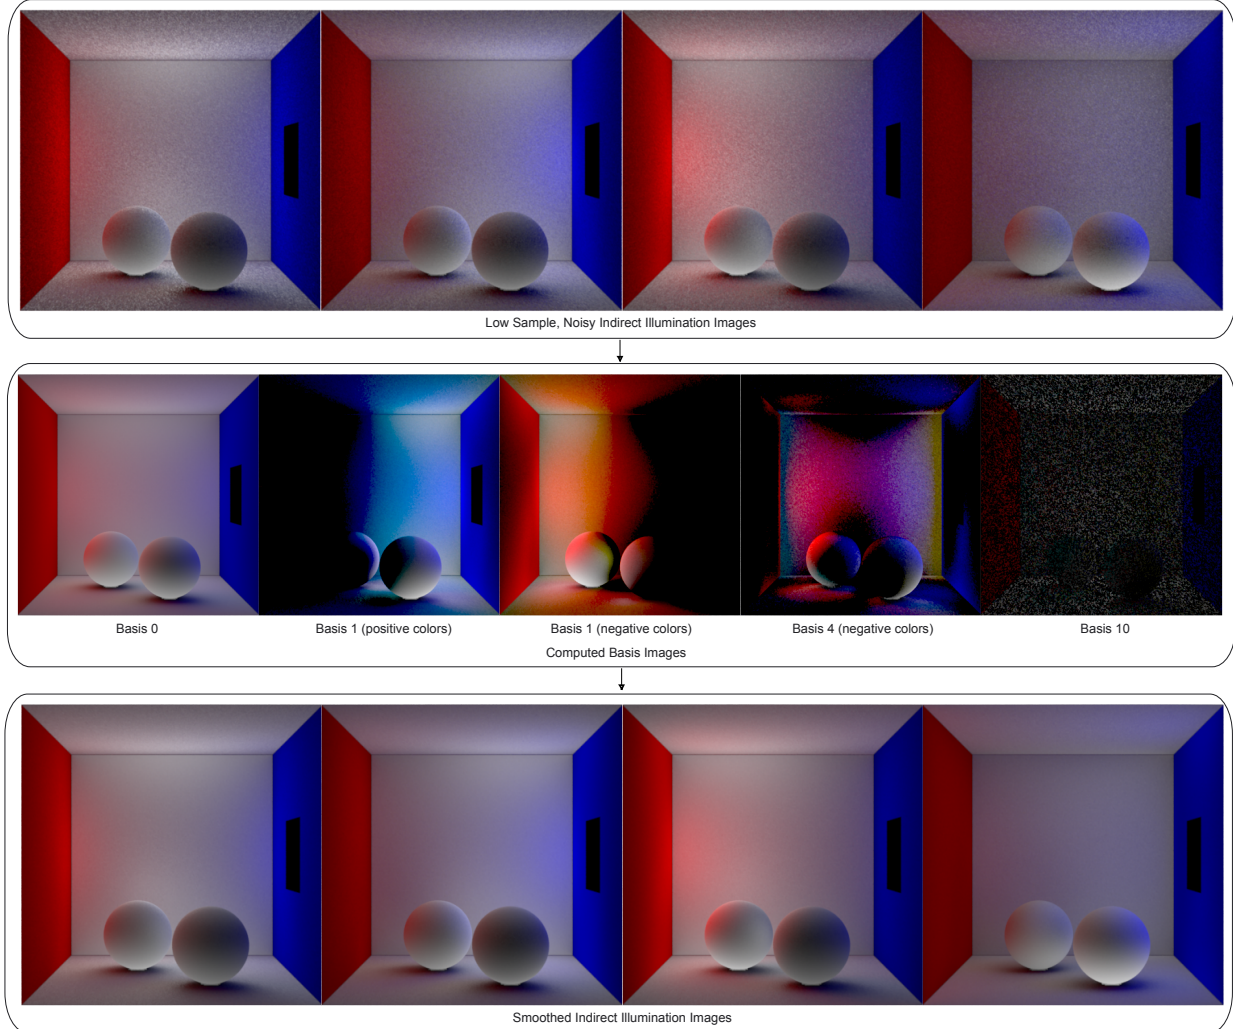 Low Sample, Noisy Indirect Illumination Images
Basis 0
Basis 1 (positive colors)
Basis 1 (negative colors)
Basis 4 (negative colors)
Basis 10
Computed Basis Images
Smoothed Indirect Illumination Images